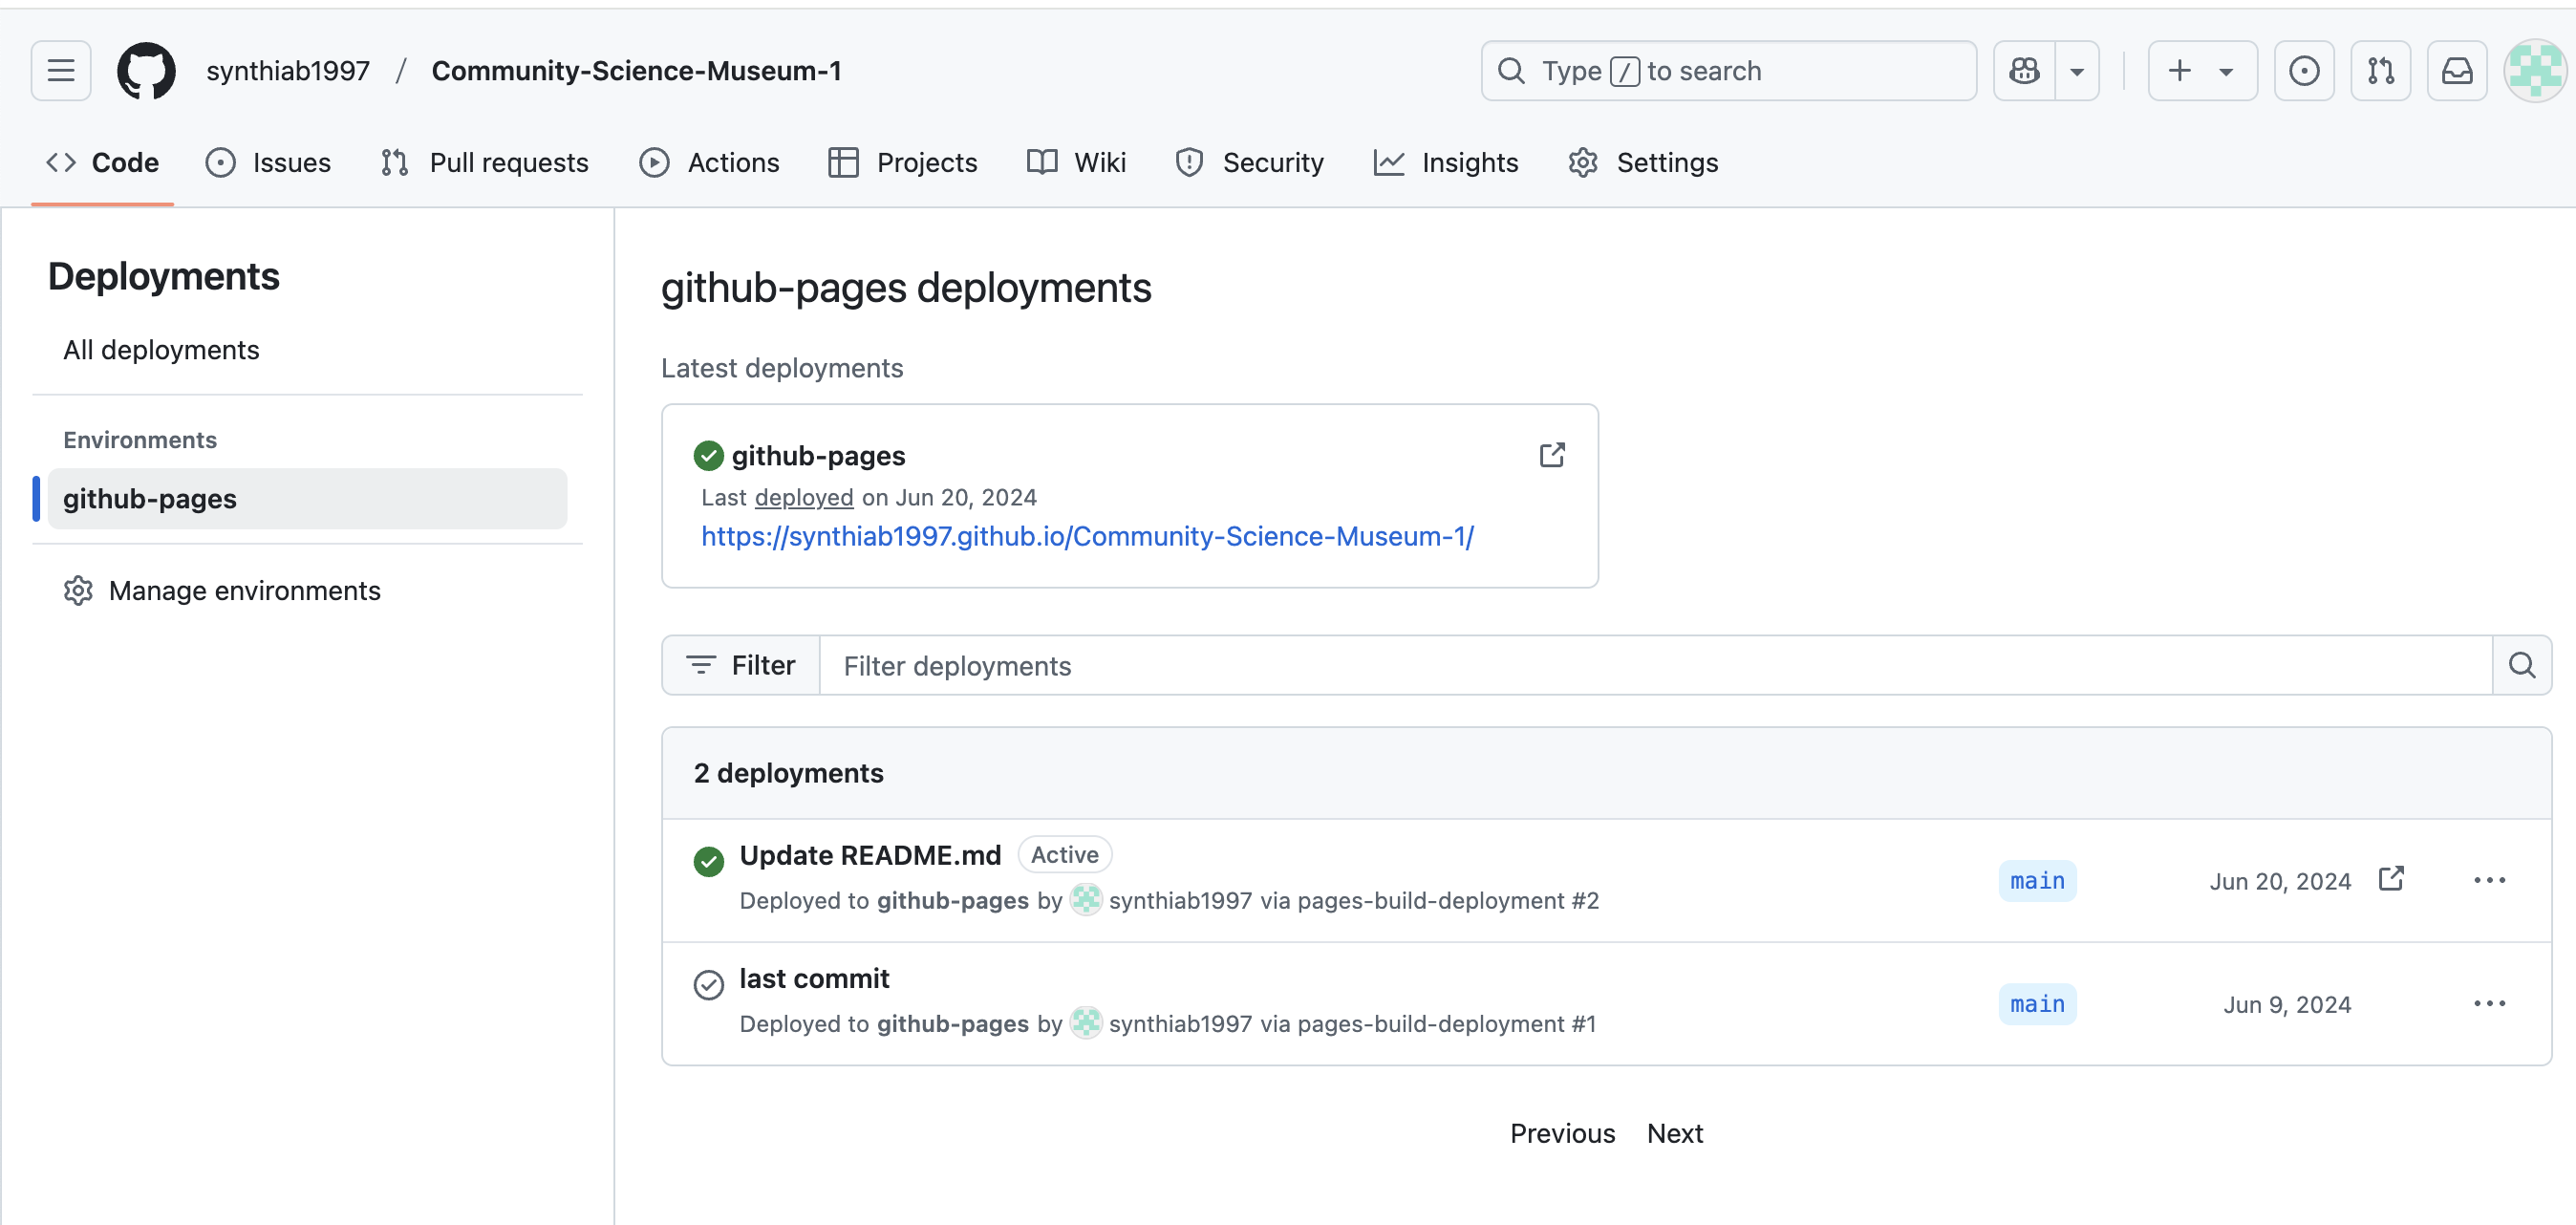 synthiab1997 / Community-Science-Museum-1
Type / to search
Code Issues Pull requests Actions Projects Wiki Security Insights Settings
Deployments
All deployments
Environments
github-pages
Manage environments
github-pages deployments
Latest deployments
github-pages
Last deployed on Jun 20, 2024
https://synthiab1997.github.io/Community-Science-Museum-1/
Filter Filter deployments
2 deployments
Update README.md Active
Deployed to github-pages by synthiab1997 via pages-build-deployment #2
main Jun 20, 2024
last commit
Deployed to github-pages by synthiab1997 via pages-build-deployment #1
main Jun 9, 2024
Previous Next